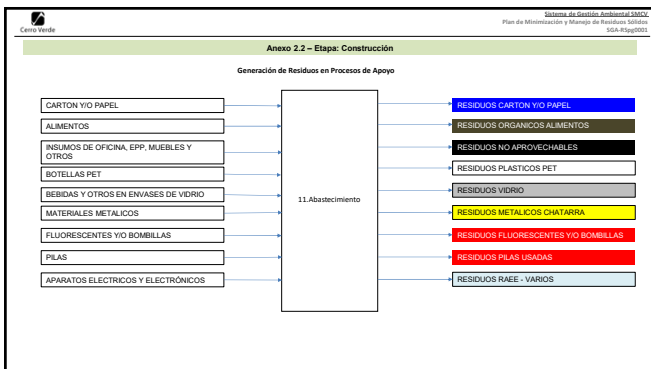 Cerro Verde
Sistema de Gestión Ambiental SMCV
Plan de Minimización y Manejo de Residuos Sólidos
SGA-RSpg0001
Anexo 2.2 – Etapa: Construcción
Generación de Residuos en Procesos de Apoyo
CARTON Y/O PAPEL
ALIMENTOS
INSUMOS DE OFICINA, EPP, MUEBLES Y
OTROS
BOTELLAS PET
BEBIDAS Y OTROS EN ENVASES DE VIDRIO
MATERIALES METALICOS
FLUORESCENTES Y/O BOMBILLAS
PILAS
APARATOS ELECTRICOS Y ELECTRÓNICOS
11.Abastecimiento
RESIDUOS CARTON Y/O PAPEL
RESIDUOS ORGANICOS ALIMENTOS
RESIDUOS NO APROVECHABLES
RESIDUOS PLASTICOS PET
RESIDUOS VIDRIO
RESIDUOS METALICOS CHATARRA
RESIDUOS FLUORESCENTES Y/O BOMBILLAS
RESIDUOS PILAS USADAS
RESIDUOS RAEE - VARIOS